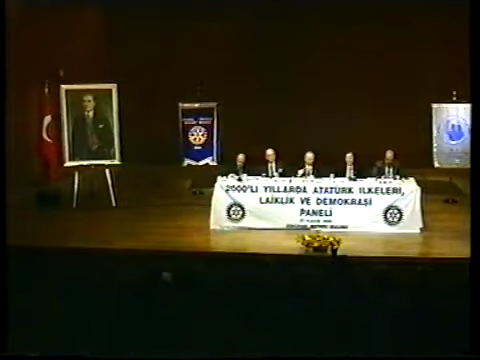 2000'Lİ YILLARDA ATATÜRK İLKELERİ,
LAİKLİK VE DEMOKRASİ
PANELİ